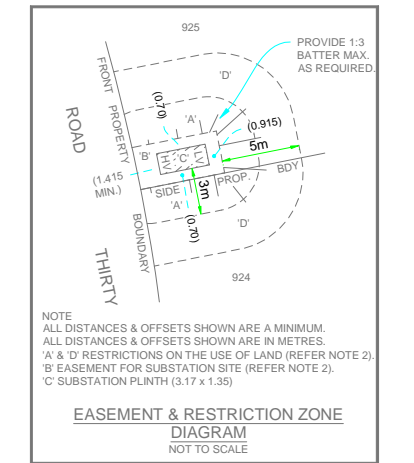 925
PROVIDE 1:3
BATTER MAX.
AS REQUIRED.
'D'
FRONT PROPERTY BOUNDARY
ROAD THIRTY
(0.70)
'A'
(0.915)
5m
'B'
HV 'C' LV
(1.415
MIN.)
SIDE PROP. BDY
3m
'A'
(0.70)
'D'
924
NOTE
ALL DISTANCES & OFFSETS SHOWN ARE A MINIMUM.
ALL DISTANCES & OFFSETS ARE IN METRES.
'A' & 'D' RESTRICTIONS ON THE USE OF LAND (REFER NOTE 2).
'B' EASEMENT FOR SUBSTATION SITE (REFER NOTE 2).
'C' SUBSTATION PLINTH (3.17 x 1.35)
EASEMENT & RESTRICTION ZONE
DIAGRAM
NOT TO SCALE